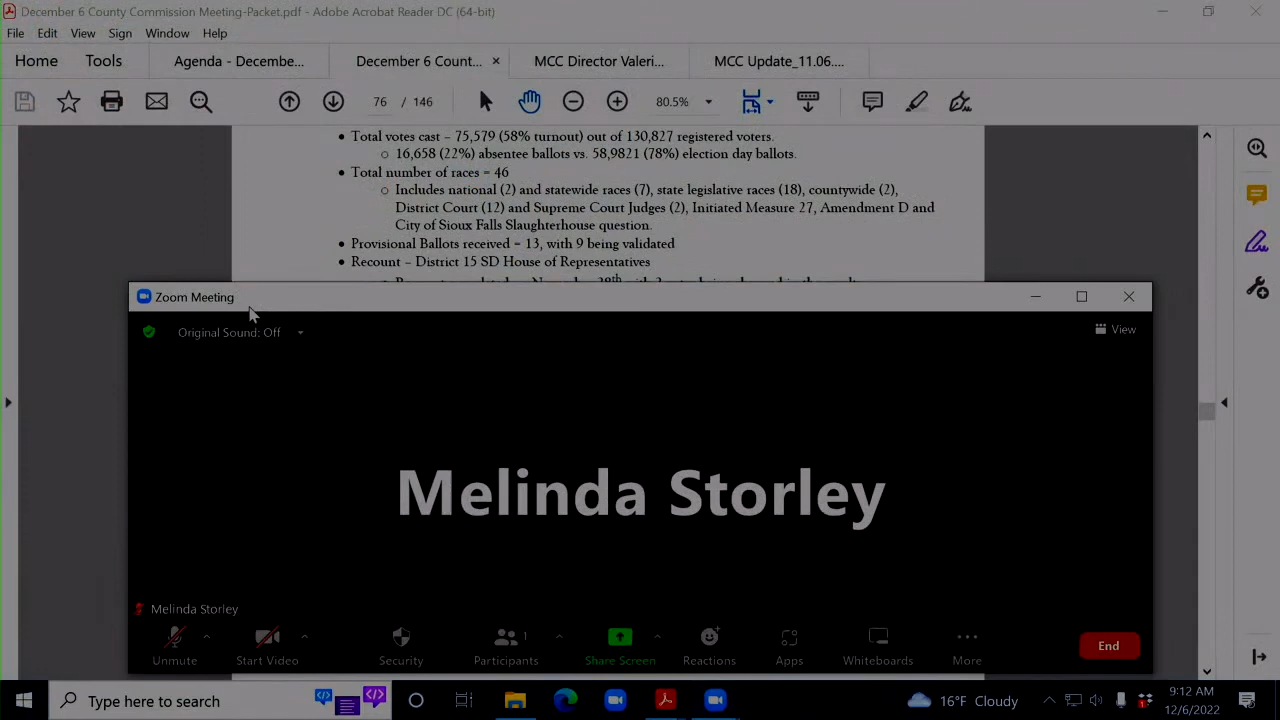 December 6 County Commission Meeting-Packet.pdf - Adobe Acrobat Reader DC (64-bit)
File Edit View Sign Window Help
Home Tools Agenda - Decembe... December 6 Count... × MCC Director Valeri... MCC Update_11.06....
76 / 146 80.5%
• Total votes cast – 75,579 (58% turnout) out of 130,827 registered voters.
o 16,658 (22%) absentee ballots vs. 58,9821 (78%) election day ballots.
• Total number of races = 46
o Includes national (2) and statewide races (7), state legislative races (18), countywide (2),
District Court (12) and Supreme Court Judges (2), Initiated Measure 27, Amendment D and
City of Sioux Falls Slaughterhouse question.
• Provisional Ballots received = 13, with 9 being validated
• Recount – District 15 SD House of Representatives
Zoom Meeting
Original Sound: Off
View
Melinda Storley
Melinda Storley
1
Unmute Start Video Security Participants Share Screen Reactions Apps Whiteboards More
End
Type here to search
16°F Cloudy
1
9:12 AM
12/6/2022